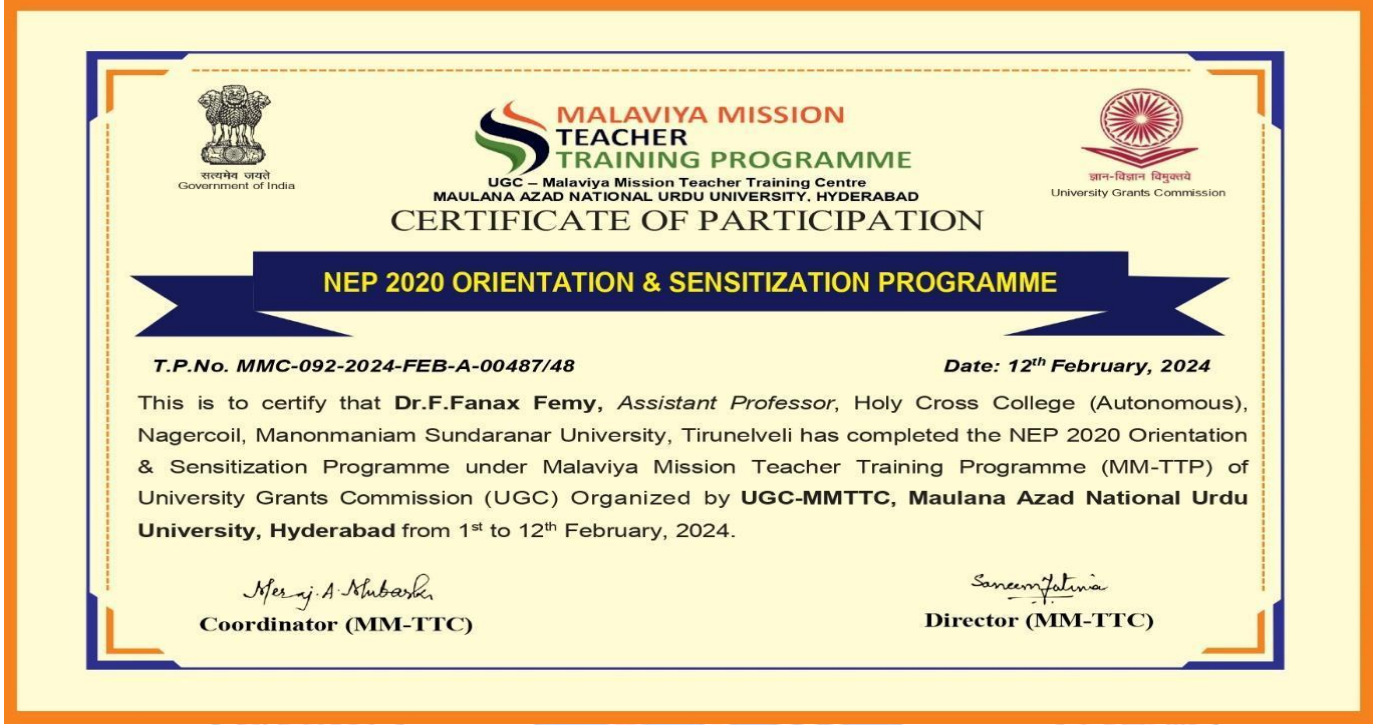 MALAVIYA MISSION
TEACHER
TRAINING PROGRAMME
सत्यमेव जयते
Government of India
UGC – Malaviya Mission Teacher Training Centre
MAULANA AZAD NATIONAL URDU UNIVERSITY, HYDERABAD
ज्ञान-विज्ञान विमुक्तये
University Grants Commission
CERTIFICATE OF PARTICIPATION
NEP 2020 ORIENTATION & SENSITIZATION PROGRAMME
T.P.No. MMC-092-2024-FEB-A-00487/48
Date: 12th February, 2024
This is to certify that Dr.F.Fanax Femy, Assistant Professor, Holy Cross College (Autonomous),
Nagercoil, Manonmaniam Sundaranar University, Tirunelveli has completed the NEP 2020 Orientation
& Sensitization Programme under Malaviya Mission Teacher Training Programme (MM-TTP) of
University Grants Commission (UGC) Organized by UGC-MMTTC, Maulana Azad National Urdu
University, Hyderabad from 1st to 12th February, 2024.
Coordinator (MM-TTC)
Director (MM-TTC)